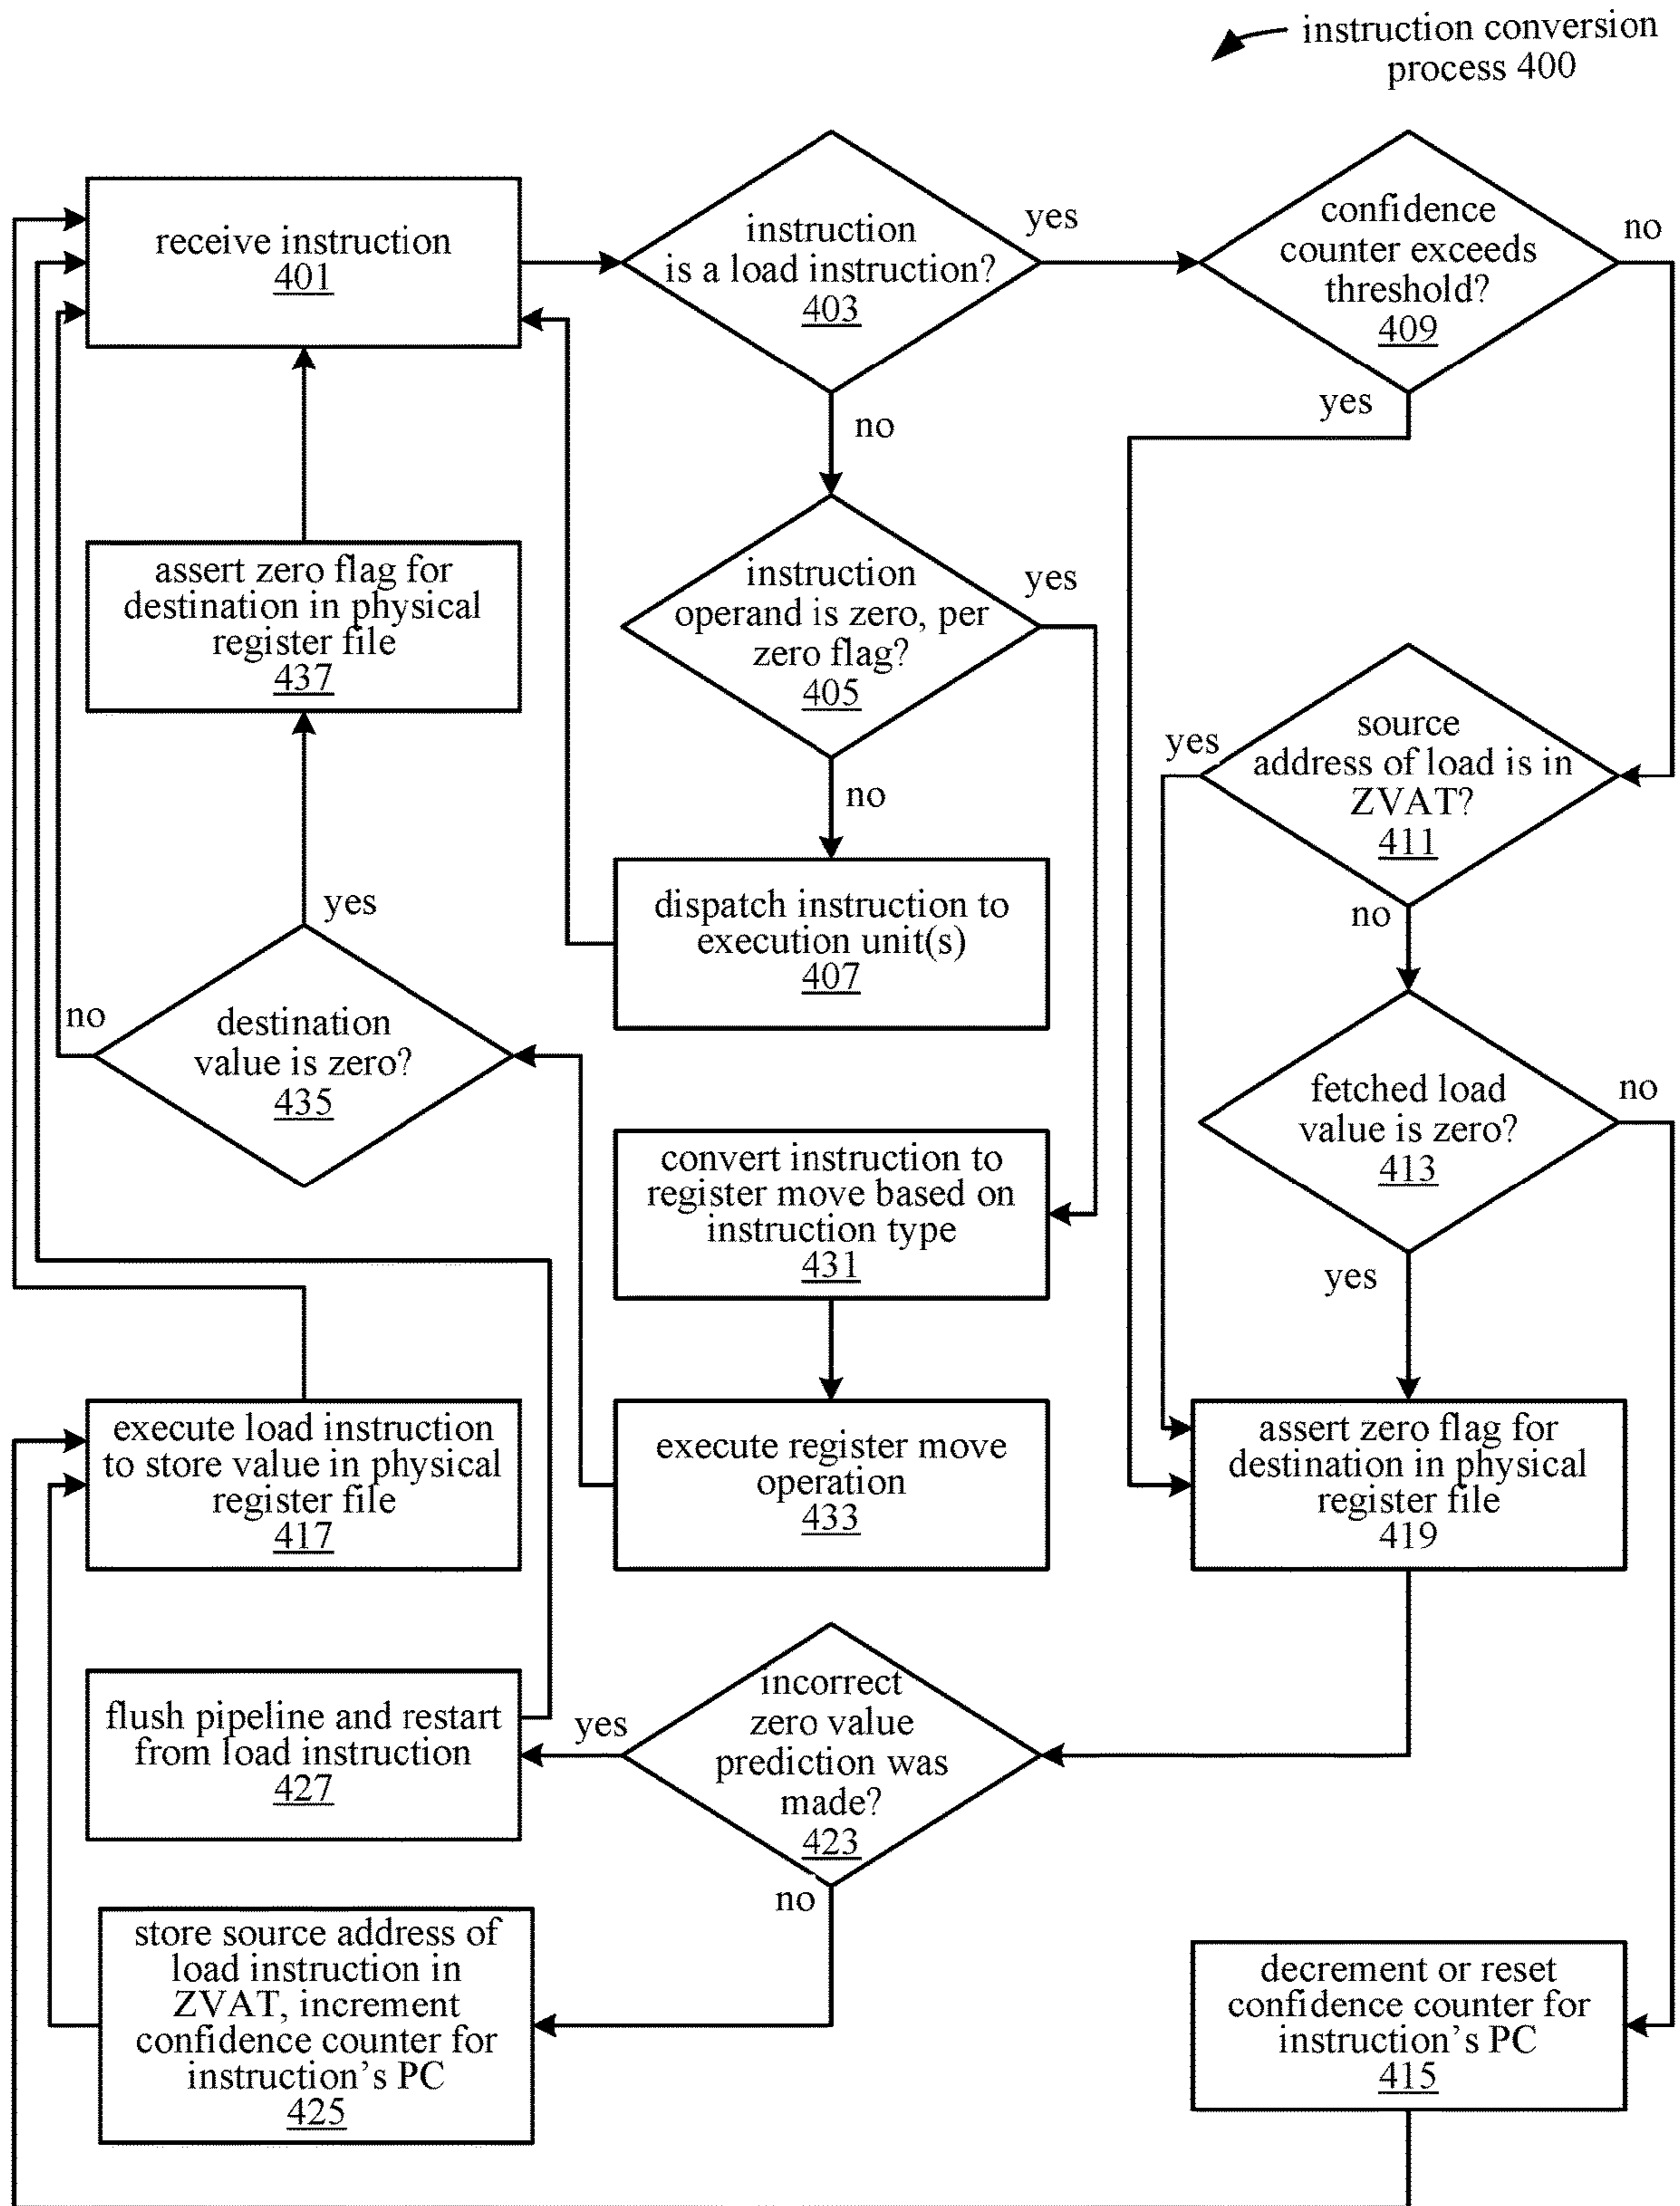 instruction conversion
process 400
receive instruction
401
instruction
is a load instruction?
403
yes
no
confidence
counter exceeds
threshold?
409
no
yes
instruction
operand is zero, per
zero flag?
405
yes
no
assert zero flag for
destination in physical
register file
437
source
address of load is in
ZVAT?
411
yes
no
dispatch instruction to
execution unit(s)
407
destination
value is zero?
435
yes
no
fetched load
value is zero?
413
no
yes
convert instruction to
register move based on
instruction type
431
execute load instruction
to store value in physical
register file
417
execute register move
operation
433
assert zero flag for
destination in physical
register file
419
flush pipeline and restart
from load instruction
427
yes
incorrect
zero value
prediction was
made?
423
no
store source address of
load instruction in
ZVAT, increment
confidence counter for
instruction's PC
425
decrement or reset
confidence counter for
instruction's PC
415